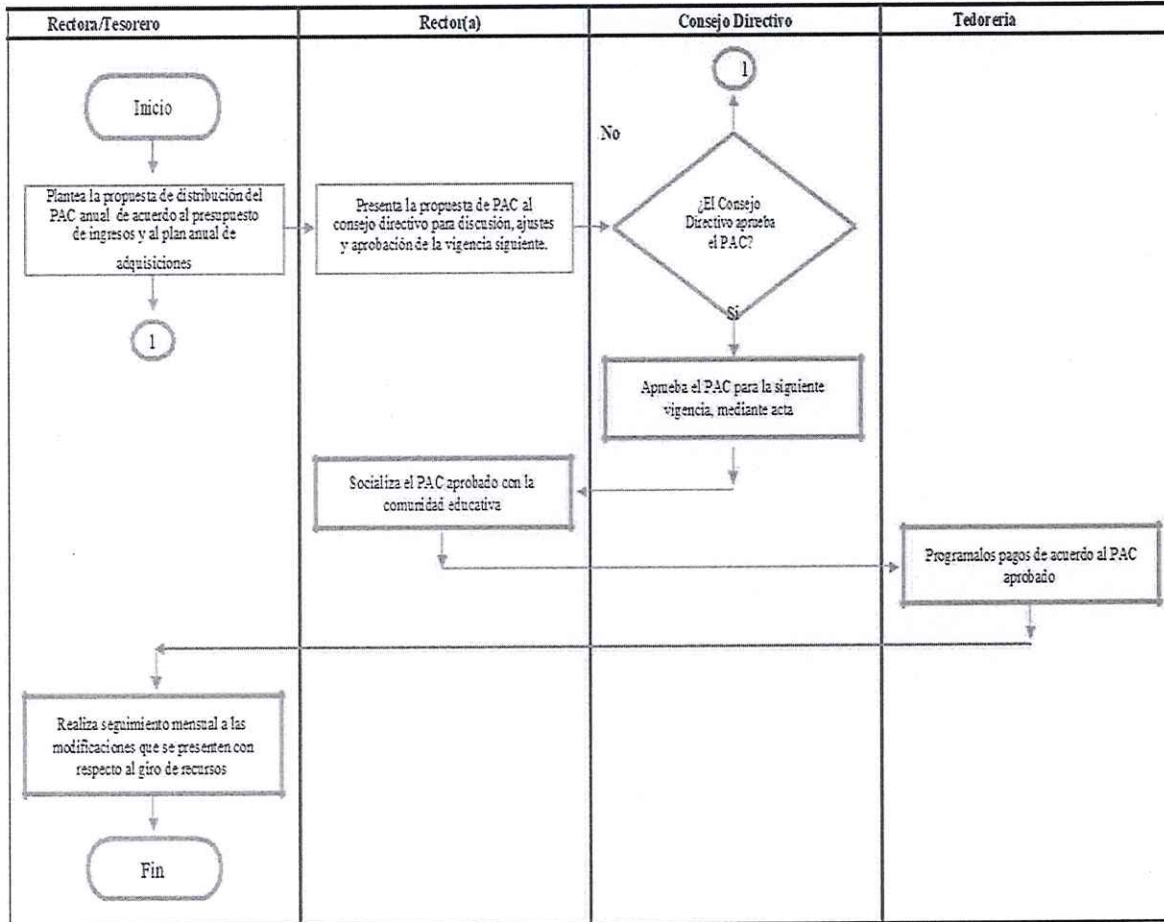 Rectora/Tesorero
Rector(a)
Consejo Directivo
Tedoreria
1
Inicio
No
Plantea la propuesta de distribución del
PAC anual de acuerdo al presupuesto
de ingresos y al plan anual de
adquisiciones
Presenta la propuesta de PAC al
consejo directivo para discusión, ajustes
y aprobación de la vigencia siguiente.
¿El Consejo
Directivo aprueba
el PAC?
Si
1
Aprueba el PAC para la siguiente
vigencia, mediante acta
Socializa el PAC aprobado con la
comunidad educativa
Programalos pagos de acuerdo al PAC
aprobado
Realiza seguimiento mensual a las
modificaciones que se presenten con
respecto al giro de recursos
Fin